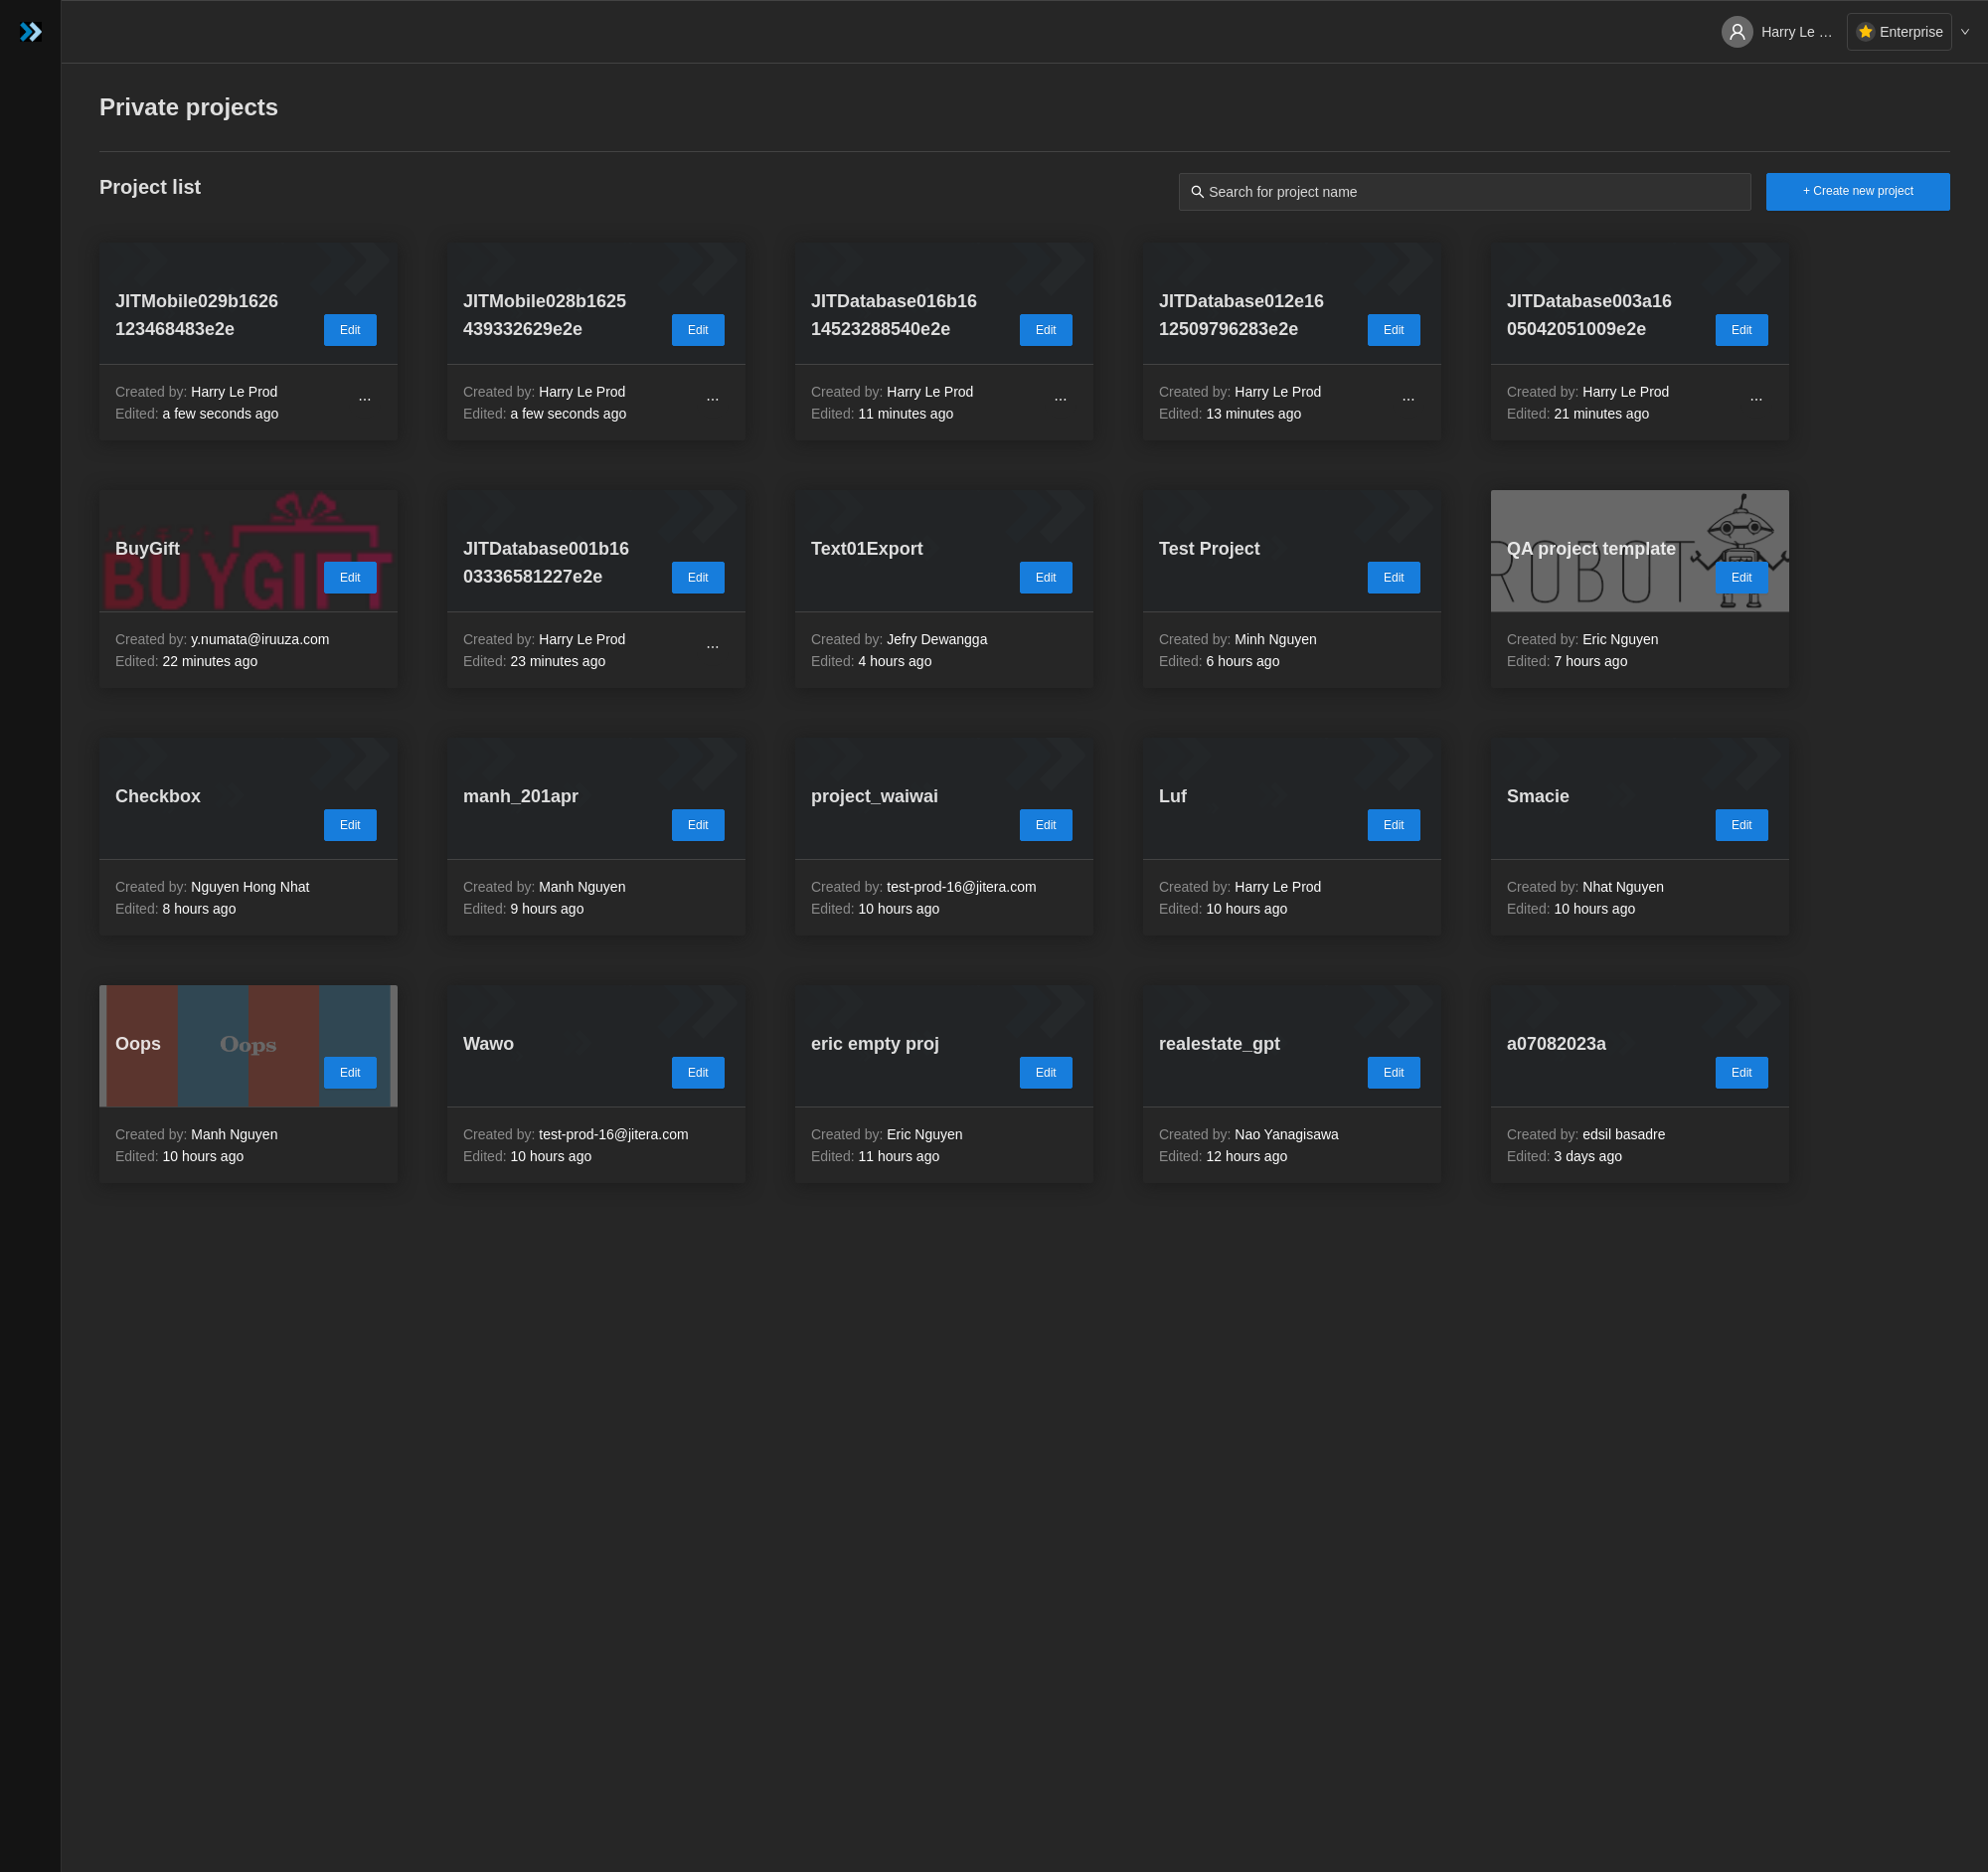 Harry Le ...
Enterprise
Private projects
Project list
Search for project name
+ Create new project
JITMobile029b1626
123468483e2e
Edit
Created by: Harry Le Prod
Edited: a few seconds ago
...
JITMobile028b1625
439332629e2e
Edit
Created by: Harry Le Prod
Edited: a few seconds ago
...
JITDatabase016b16
14523288540e2e
Edit
Created by: Harry Le Prod
Edited: 11 minutes ago
...
JITDatabase012e16
12509796283e2e
Edit
Created by: Harry Le Prod
Edited: 13 minutes ago
...
JITDatabase003a16
05042051009e2e
Edit
Created by: Harry Le Prod
Edited: 21 minutes ago
...
BuyGift
BUYGIFT
Edit
Created by: y.numata@iruuza.com
Edited: 22 minutes ago
JITDatabase001b16
03336581227e2e
Edit
Created by: Harry Le Prod
Edited: 23 minutes ago
...
Text01Export
Edit
Created by: Jefry Dewangga
Edited: 4 hours ago
Test Project
Edit
Created by: Minh Nguyen
Edited: 6 hours ago
QA project template
ROBOT
Edit
Created by: Eric Nguyen
Edited: 7 hours ago
Checkbox
Edit
Created by: Nguyen Hong Nhat
Edited: 8 hours ago
manh_201apr
Edit
Created by: Manh Nguyen
Edited: 9 hours ago
project_waiwai
Edit
Created by: test-prod-16@jitera.com
Edited: 10 hours ago
Luf
Edit
Created by: Harry Le Prod
Edited: 10 hours ago
Smacie
Edit
Created by: Nhat Nguyen
Edited: 10 hours ago
Oops
Oops
Edit
Created by: Manh Nguyen
Edited: 10 hours ago
Wawo
Edit
Created by: test-prod-16@jitera.com
Edited: 10 hours ago
eric empty proj
Edit
Created by: Eric Nguyen
Edited: 11 hours ago
realestate_gpt
Edit
Created by: Nao Yanagisawa
Edited: 12 hours ago
a07082023a
Edit
Created by: edsil basadre
Edited: 3 days ago